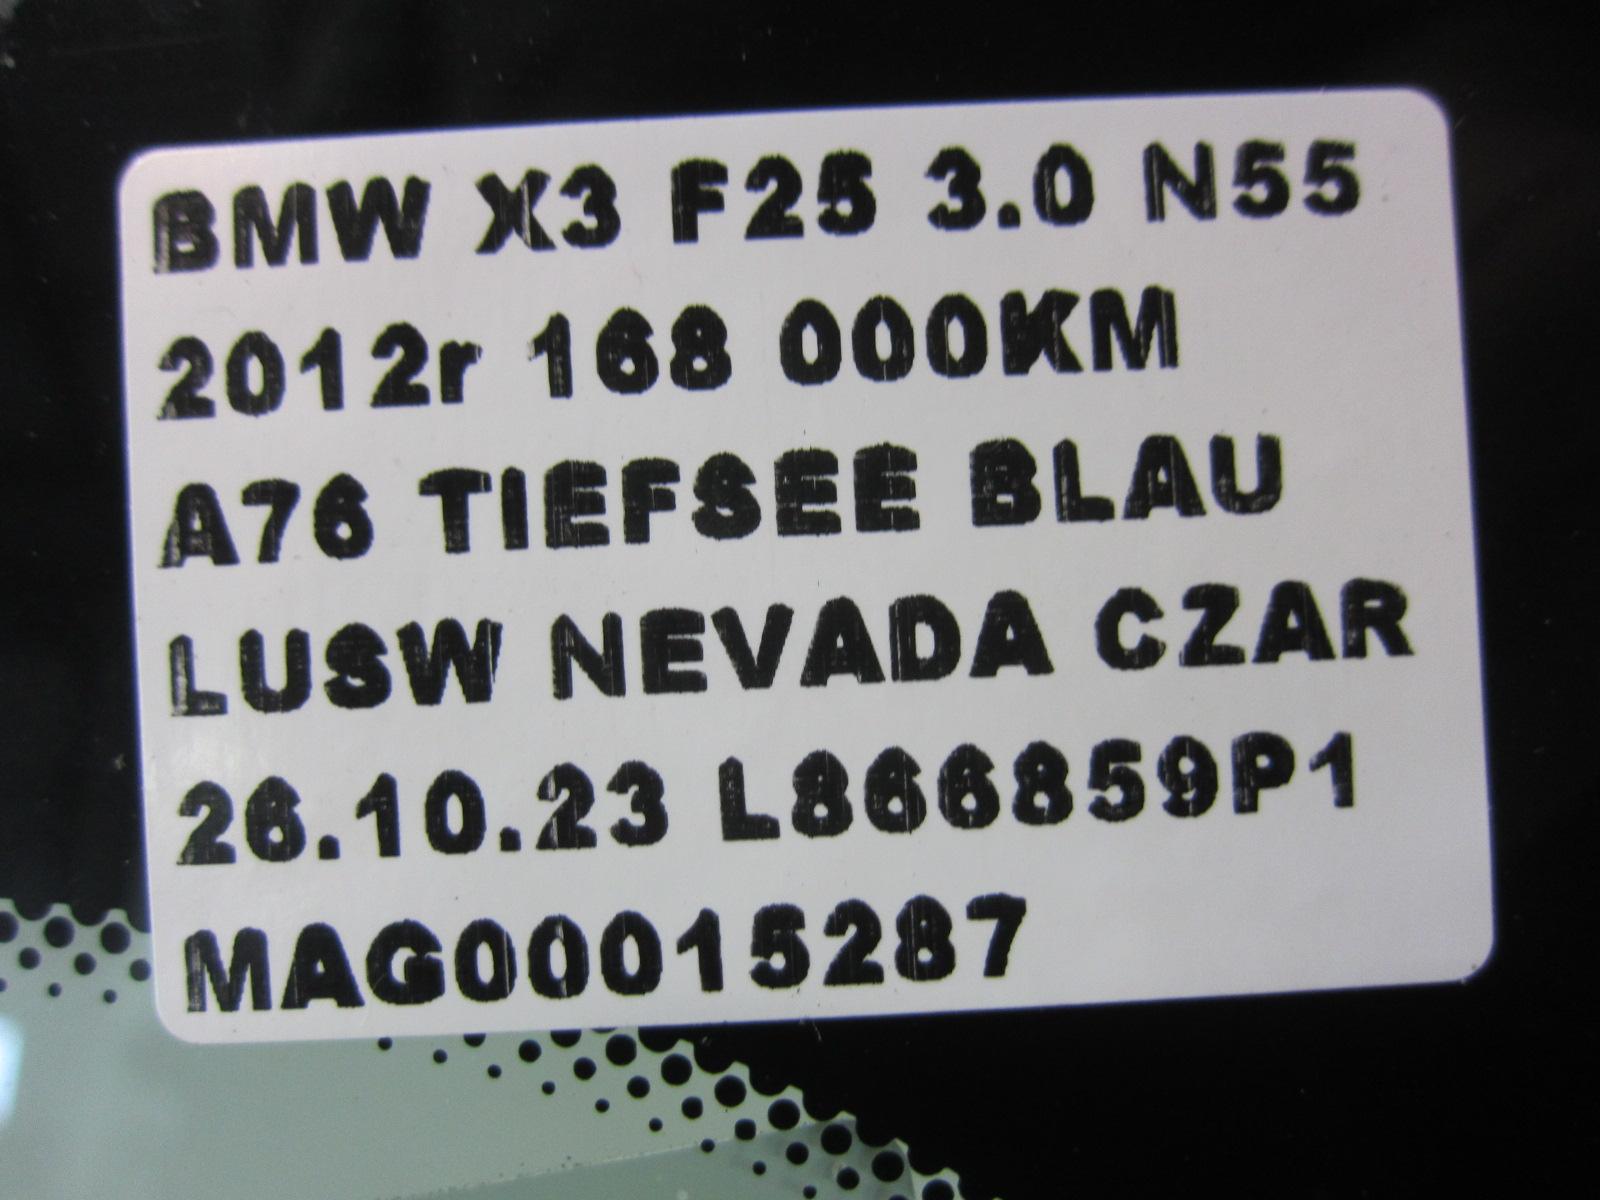 BMW X3 F25 3.0 N55
2012r 168 000KM
A76 TIEFSEE BLAU
LUSW NEVADA CZAR
26.10.23 L866859P1
MAG00015287